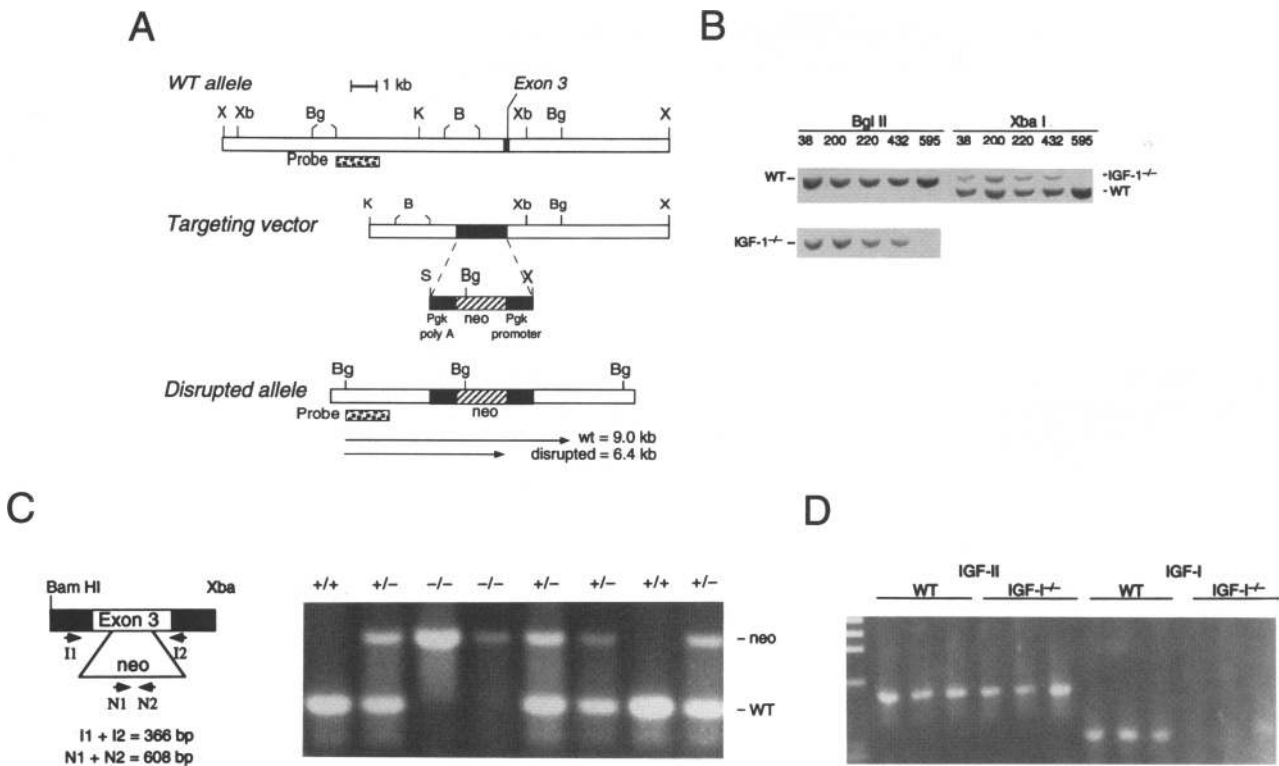 A
WT allele
1 kb
Exon 3
X Xb Bg K B Xb Bg X
Probe
K B Xb Bg X
Targeting vector
S Bg X
Pgk poly A
neo
Pgk promoter
Bg Bg Bg
Disrupted allele
Probe
neo
wt = 9.0 kb
disrupted = 6.4 kb
B
Bgl II Xba I
38 200 220 432 595 38 200 220 432 595
WT– -IGF-1-/-
-WT
IGF-1-/- –
C
Bam HI Xba
Exon 3
I1 I2
neo
N1 N2
I1 + I2 = 366 bp
N1 + N2 = 608 bp
+/+ +/– –/– –/– +/– +/– +/+ +/–
– neo
– WT
D
IGF-II IGF-I
WT IGF-I-/- WT IGF-I-/-